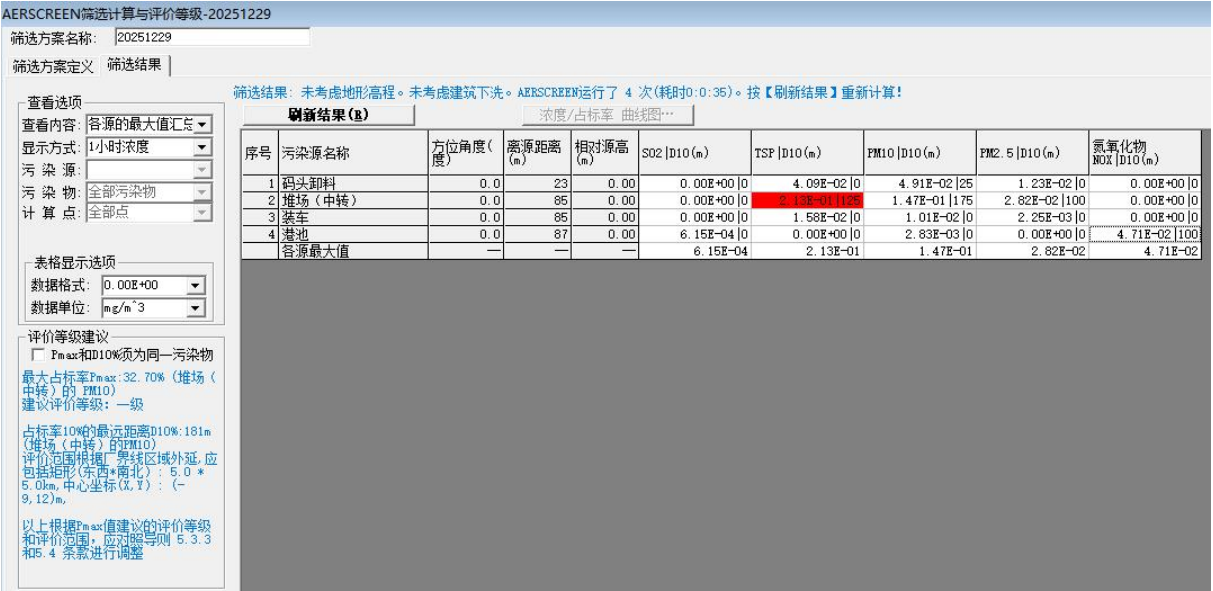 AERSCREEN筛选计算与评价等级-20251229
筛选方案名称: 20251229
筛选方案定义 筛选结果
筛选结果: 未考虑地形高程。未考虑建筑下洗。AERSCREEN运行了 4 次(耗时0:0:35)。按【刷新结果】重新计算!
查看选项
查看内容: 各源的最大值汇总
显示方式: 1小时浓度
污 染 源:
污 染 物: 全部污染物
计 算 点: 全部点
表格显示选项
数据格式: 0.00E+00
数据单位: mg/m^3
评价等级建议
Pmax和D10%须为同一污染物
最大占标率Pmax:32.70% (堆场(
中转)的 PM10)
建议评价等级: 一级
占标率10%的最远距离D10%:181m
(堆场(中转)的PM10)
评价范围根据厂界线区域外延,应
包括矩形(东西*南北): 5.0 *
5.0km,中心坐标(X,Y): (-
9,12)m,
以上根据Pmax值建议的评价等级
和评价范围,应对照导则 5.3.3
和5.4 条款进行调整
刷新结果(R) 浓度/占标率 曲线图…
序号 污染源名称 方位角度(度) 离源距离(m) 相对源高(m) SO2|D10(m) TSP|D10(m) PM10|D10(m) PM2.5|D10(m) 氮氧化物NOX|D10(m)
1 码头卸料 0.0 23 0.00 0.00E+00|0 4.09E-02|0 4.91E-02|25 1.23E-02|0 0.00E+00|0
2 堆场(中转) 0.0 85 0.00 0.00E+00|0 2.13E-01|125 1.47E-01|175 2.82E-02|100 0.00E+00|0
3 装车 0.0 85 0.00 0.00E+00|0 1.58E-02|0 1.01E-02|0 2.25E-03|0 0.00E+00|0
4 港池 0.0 87 0.00 6.15E-04|0 0.00E+00|0 2.83E-03|0 0.00E+00|0 4.71E-02|100
各源最大值 — — — 6.15E-04 2.13E-01 1.47E-01 2.82E-02 4.71E-02